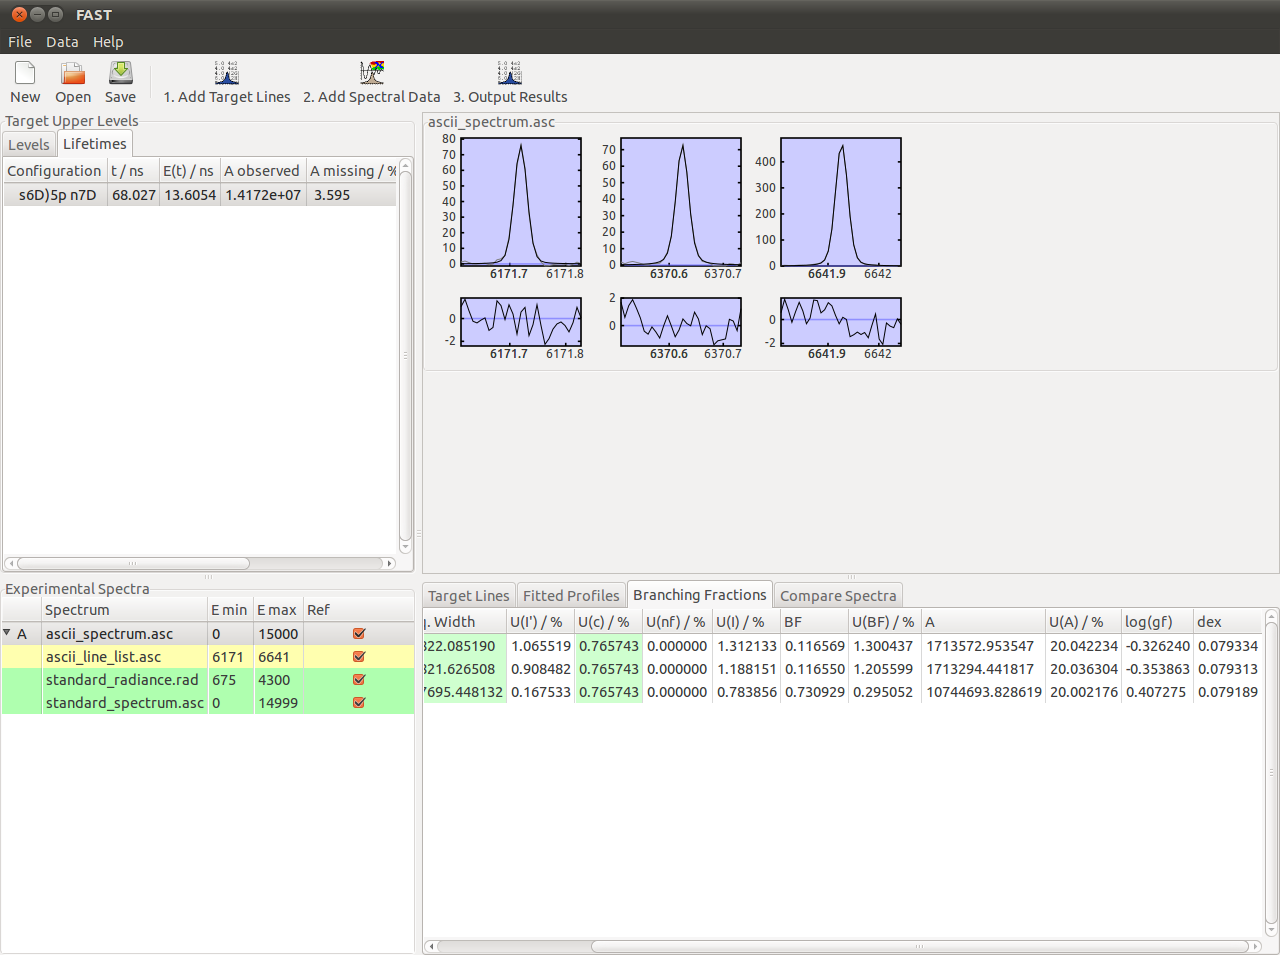 FAST
File Data Help
New Open Save 1. Add Target Lines 2. Add Spectral Data 3. Output Results
Target Upper Levels
Levels Lifetimes
Configuration t / ns E(t) / ns A observed A missing / %
s6D)5p n7D 68.027 13.6054 1.4172e+07 3.595
ascii_spectrum.asc
80
70
60
50
40
30
20
10
0
6171.7 6171.8
70
60
50
40
30
20
10
0
6370.6 6370.7
400
300
200
100
0
6641.9 6642
0
-2
6171.7 6171.8
2
0
6370.6 6370.7
0
-2
6641.9 6642
Experimental Spectra
Spectrum E min E max Ref
A ascii_spectrum.asc 0 15000
ascii_line_list.asc 6171 6641
standard_radiance.rad 675 4300
standard_spectrum.asc 0 14999
Target Lines Fitted Profiles Branching Fractions Compare Spectra
q. Width U(I') / % U(c) / % U(nf) / % U(I) / % BF U(BF) / % A U(A) / % log(gf) dex
322.085190 1.065519 0.765743 0.000000 1.312133 0.116569 1.300437 1713572.953547 20.042234 -0.326240 0.079334
321.626508 0.908482 0.765743 0.000000 1.188151 0.116550 1.205599 1713294.441817 20.036304 -0.353863 0.079313
7695.448132 0.167533 0.765743 0.000000 0.783856 0.730929 0.295052 10744693.828619 20.002176 0.407275 0.079189